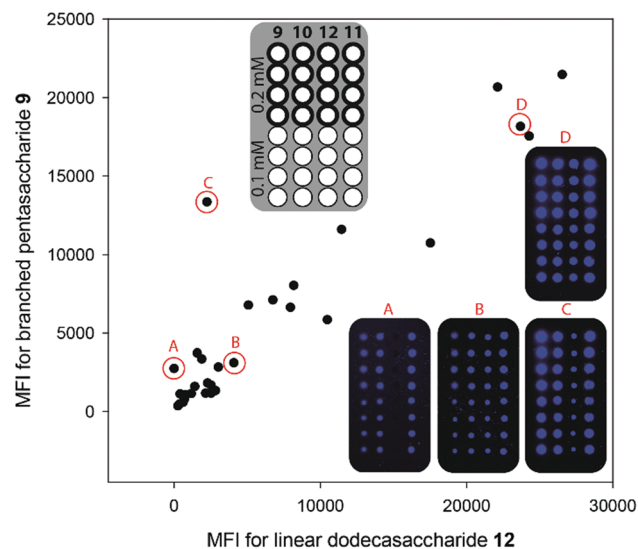 25000
20000
15000
10000
5000
0
MFI for branched pentasaccharide 9
9 10 12 11
0.2 mM
0.1 mM
C
D
D
A
B
A
B
C
0
10000
20000
30000
MFI for linear dodecasaccharide 12